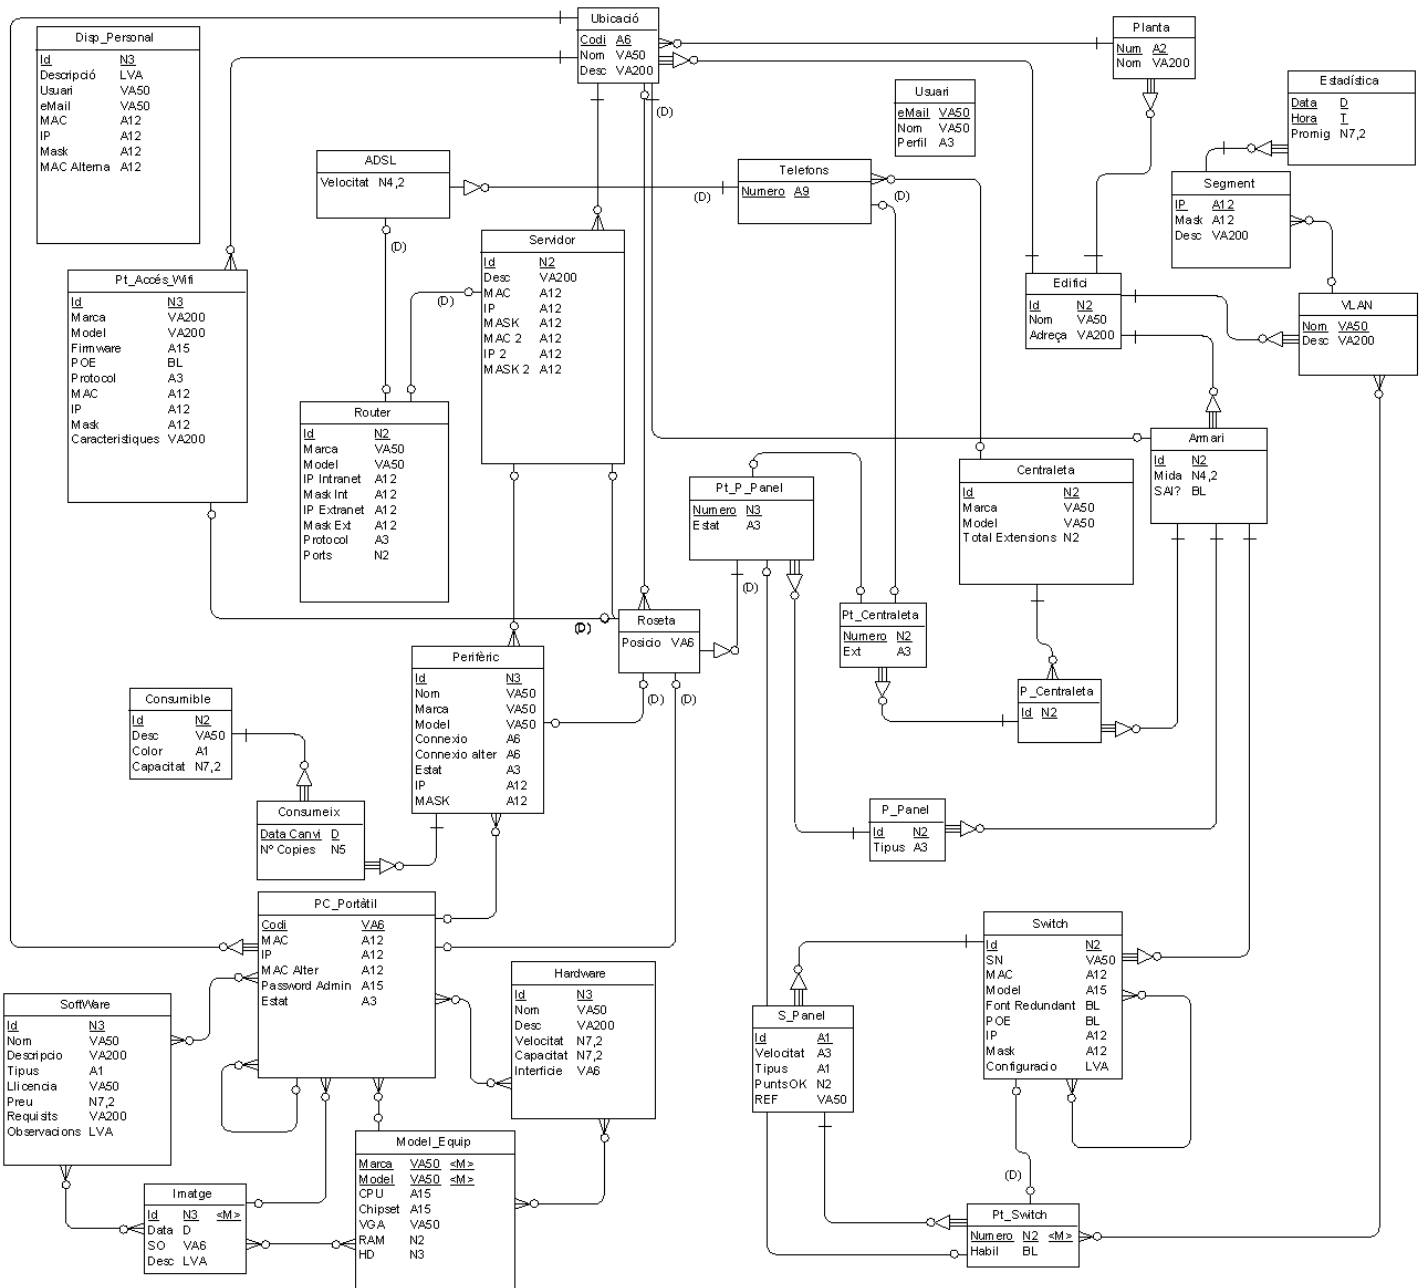 Ubicació
Codi A6
Nom VA50
Desc VA200
Planta
Num A2
Nom VA200
Disp_Personal
Id N3
Descripció LVA
Usuari VA50
eMail VA50
MAC A12
IP A12
Mask A12
MAC Alterna A12
Usuari
eMail VA50
Nom VA50
Perfil A3
Estadística
Data D
Hora T
Promig N7,2
(D)
ADSL
Velocitat N4,2
Telefons
Numero A9
(D)
(D)
(D)
Segment
IP A12
Mask A12
Desc VA200
Servidor
Id N2
Desc VA200
MAC A12
IP A12
MASK A12
MAC 2 A12
IP 2 A12
MASK 2 A12
(D)
Pt_Accés_Wifi
Id N3
Marca VA200
Model VA200
Firmware A15
POE BL
Protocol A3
MAC A12
IP A12
Mask A12
Caracteristiques VA200
Edifici
Id N2
Nom VA50
Adreça VA200
VLAN
Nom VA50
Desc VA200
Router
Id N2
Marca VA50
Model VA50
IP Intranet A12
Mask Int A12
IP Extranet A12
Mask Ext A12
Protocol A3
Ports N2
Armari
Id N2
Mida N4,2
SAI? BL
Centraleta
Id N2
Marca VA50
Model VA50
Total Extensions N2
Pt_P_Panel
Numero N3
Estat A3
(D)
Pt_Centraleta
Numero N2
Ext A3
Roseta
Posicio VA6
(D)
(D)
Perifèric
Id N3
Nom VA50
Marca VA50
Model VA50
Connexio A6
Connexio alter A6
Estat A3
IP A12
MASK A12
P_Centraleta
Id N2
Consumible
Id N2
Desc VA50
Color A1
Capacitat N7,2
Consumeix
Data Canvi D
Nº Copies N5
P_Panel
Id N2
Tipus A3
PC_Portàtil
Codi VA6
MAC A12
IP A12
MAC Alter A12
Password Admin A15
Estat A3
Switch
Id N2
SN VA50
MAC A12
Model A15
Font Redundant BL
POE BL
IP A12
Mask A12
Configuracio LVA
Hardware
Id N3
Nom VA50
Desc VA200
Velocitat N7,2
Capacitat N7,2
Interficie VA6
SoftWare
Id N3
Nom VA50
Descripcio VA200
Tipus A1
Llicencia VA50
Preu N7,2
Requisits VA200
Observacions LVA
S_Panel
Id A1
Velocitat A3
Tipus A1
PuntsOK N2
REF VA50
Model_Equip
Marca VA50 <M>
Model VA50 <M>
CPU A15
Chipset A15
VGA VA50
RAM N2
HD N3
(D)
Imatge
Id N3 <M>
Data D
SO VA6
Desc LVA
Pt_Switch
Numero N2 <M>
Habil BL